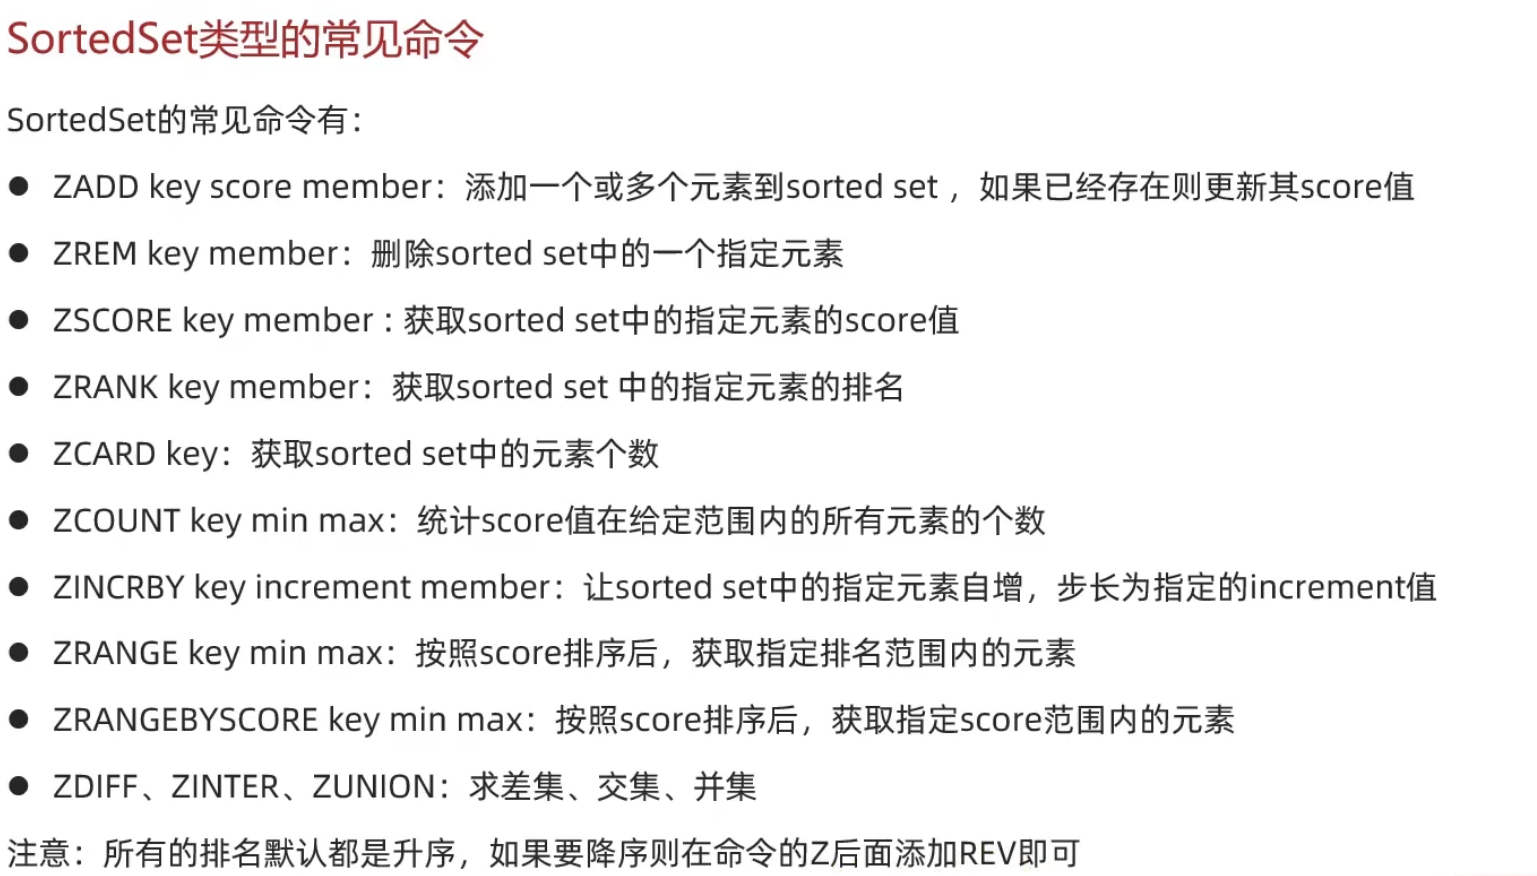 SortedSet类型的常见命令
SortedSet的常见命令有：
● ZADD key score member：添加一个或多个元素到sorted set ，如果已经存在则更新其score值
● ZREM key member：删除sorted set中的一个指定元素
● ZSCORE key member : 获取sorted set中的指定元素的score值
● ZRANK key member：获取sorted set 中的指定元素的排名
● ZCARD key：获取sorted set中的元素个数
● ZCOUNT key min max：统计score值在给定范围内的所有元素的个数
● ZINCRBY key increment member：让sorted set中的指定元素自增，步长为指定的increment值
● ZRANGE key min max：按照score排序后，获取指定排名范围内的元素
● ZRANGEBYSCORE key min max：按照score排序后，获取指定score范围内的元素
● ZDIFF、ZINTER、ZUNION：求差集、交集、并集
注意：所有的排名默认都是升序，如果要降序则在命令的Z后面添加REV即可